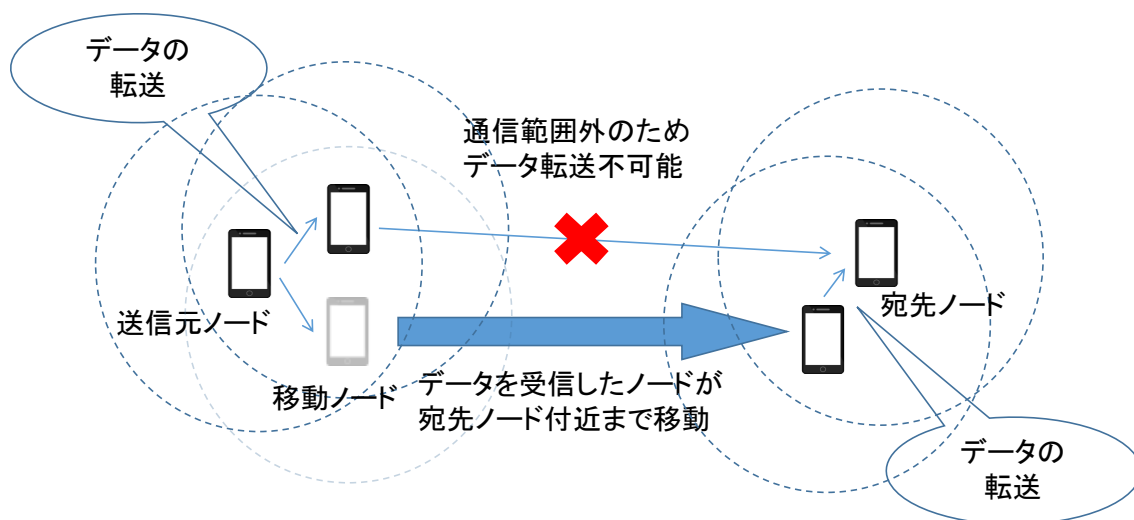 データの
転送
通信範囲外のため
データ転送不可能
送信元ノード
宛先ノード
移動ノード
データを受信したノードが
宛先ノード付近まで移動
データの
転送